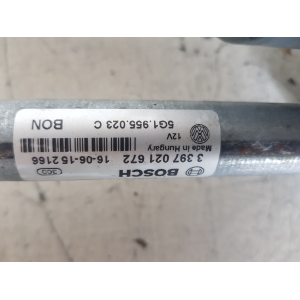 BOSCH
3 397 021 672
16-06-15 2166
Made in Hungary
12V
5G1.955.023 C
BON